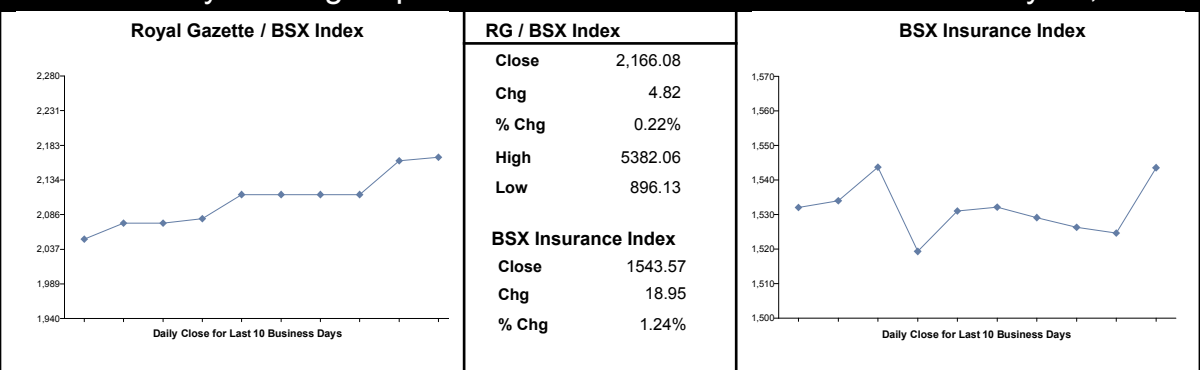 Royal Gazette / BSX Index
2,280
2,231
2,183
2,134
2,086
2,037
1,989
1,940
Daily Close for Last 10 Business Days
RG / BSX Index
Close 2,166.08
Chg 4.82
% Chg 0.22%
High 5382.06
Low 896.13
BSX Insurance Index
Close 1543.57
Chg 18.95
% Chg 1.24%
BSX Insurance Index
1,570
1,560
1,550
1,540
1,530
1,520
1,510
1,500
Daily Close for Last 10 Business Days